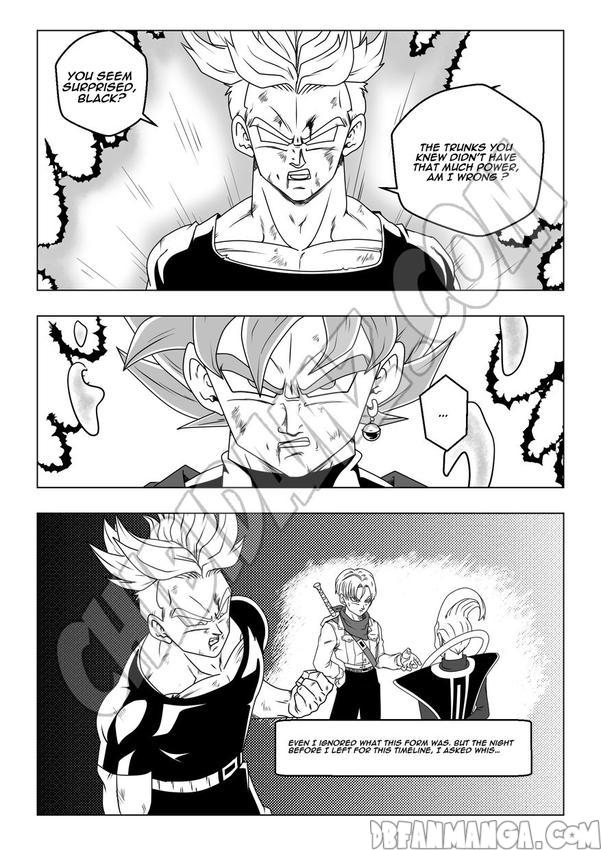 YOU SEEM
SURPRISED,
BLACK?
THE TRUNKS YOU
KNEW DIDN'T HAVE
THAT MUCH POWER,
AM I WRONG ?
...
EVEN I IGNORED WHAT THIS FORM WAS. BUT THE NIGHT
BEFORE I LEFT FOR THIS TIMELINE, I ASKED WHIS...
DBFANMANGA.COM